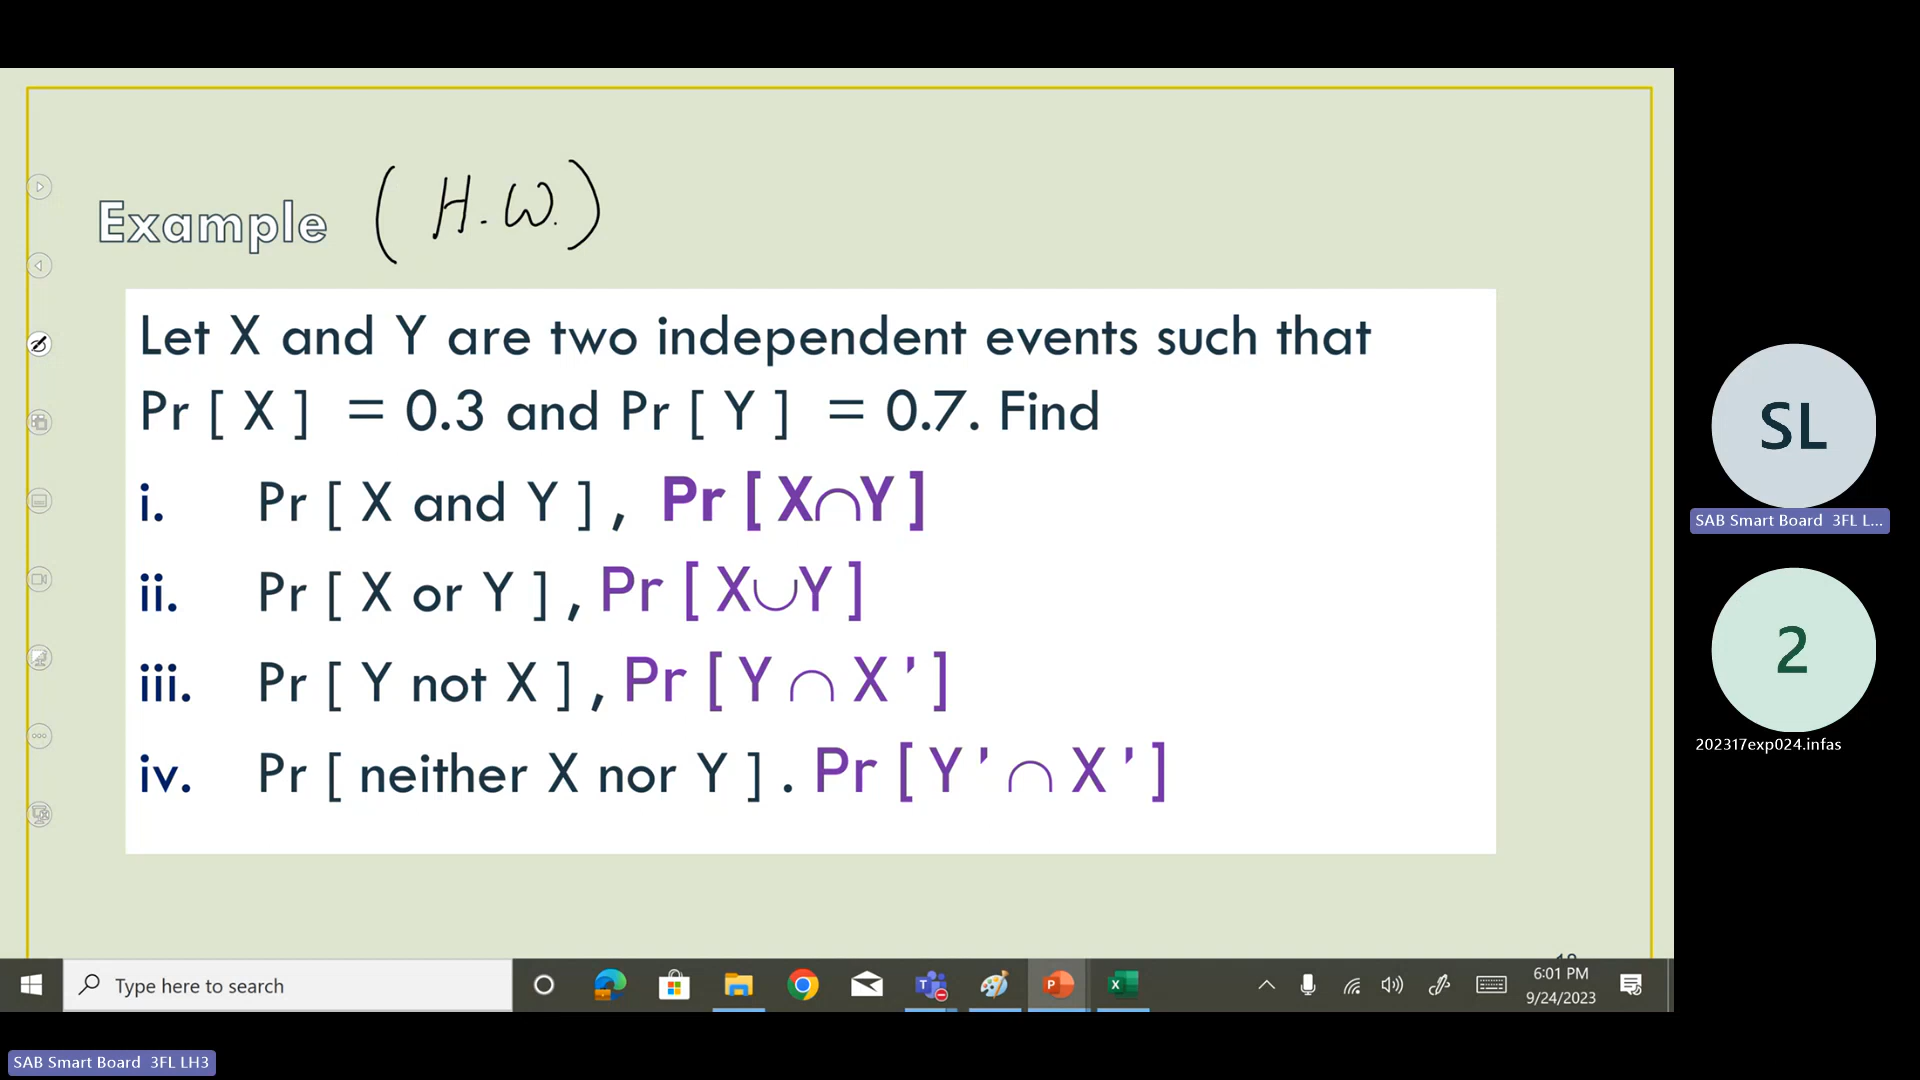 Example ( H.W.)
Let X and Y are two independent events such that
Pr [ X ] = 0.3 and Pr [ Y ] = 0.7. Find
i. Pr [ X and Y ] , Pr [ X∩Y ]
ii. Pr [ X or Y ] , Pr [ X∪Y ]
iii. Pr [ Y not X ] , Pr [ Y ∩ X ’ ]
iv. Pr [ neither X nor Y ] . Pr [ Y ’ ∩ X ’ ]
SL
SAB Smart Board 3FL L...
2
202317exp024.infas
Type here to search
6:01 PM
9/24/2023
SAB Smart Board 3FL LH3